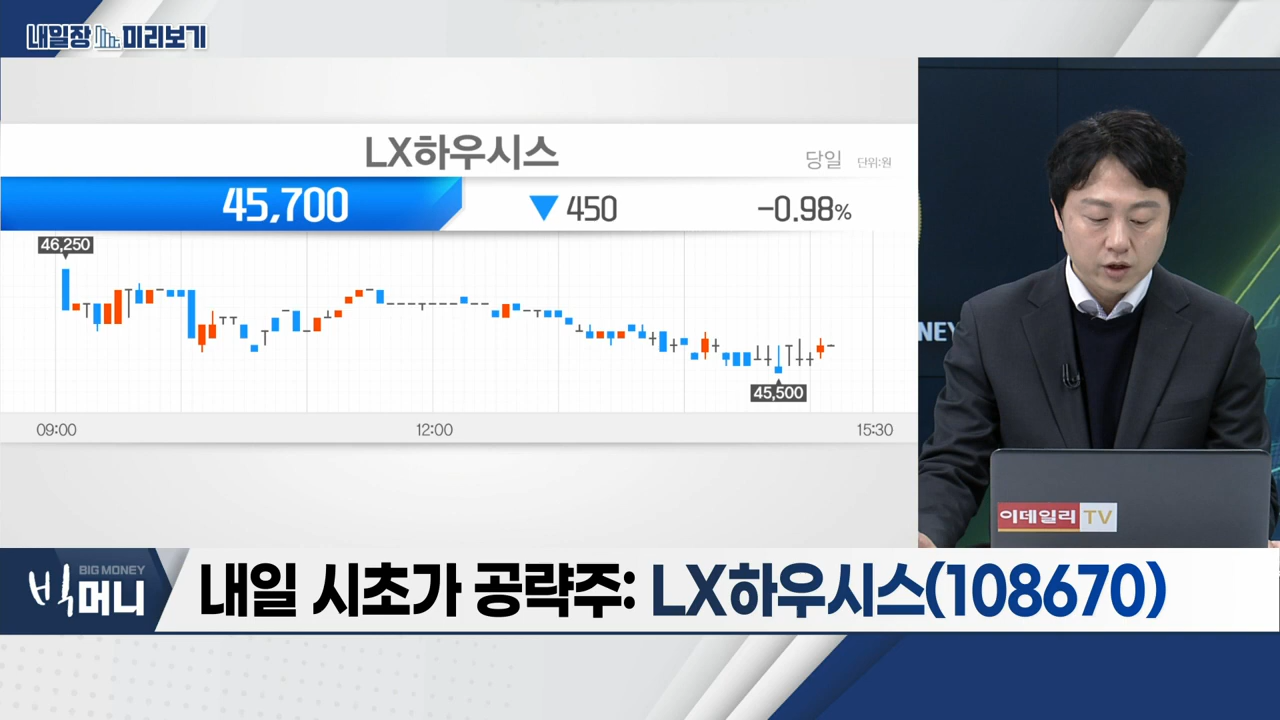 내일장 미리보기
LX하우시스
당일 단위:원
45,700 ▼ 450 -0.98%
46,250
45,500
09:00 12:00 15:30
NEY
이데일리 TV
BIG MONEY
빅머니
내일 시초가 공략주: LX하우시스(108670)